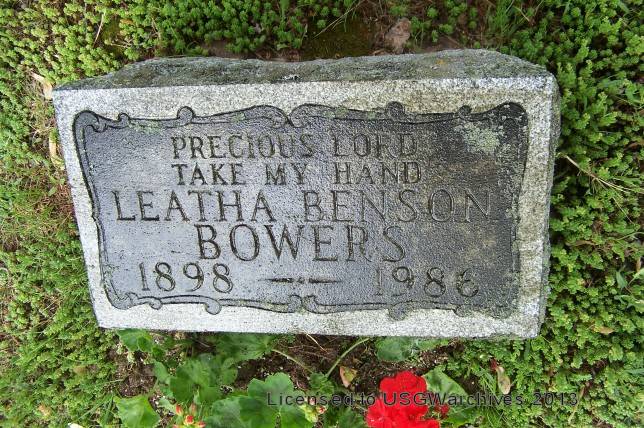 PRECIOUS LORD
TAKE MY HAND
LEATHA BENSON
BOWERS
1898 — 1986
Licensed to USGWarchives 2013